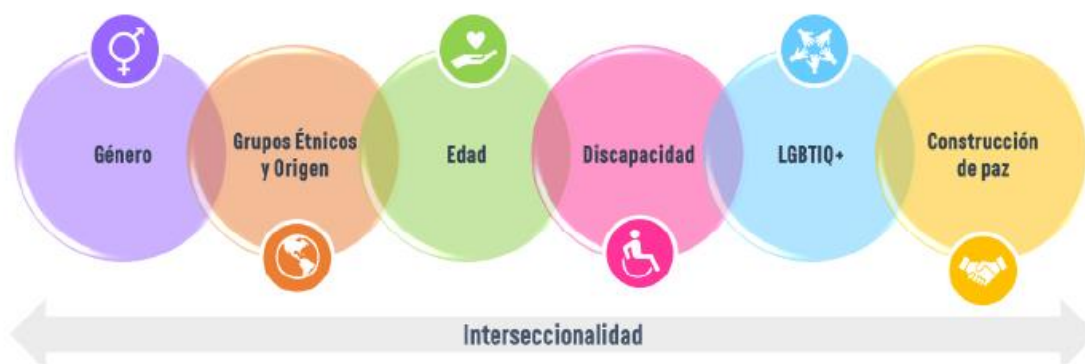 Género
Grupos Étnicos
y Origen
Edad
Discapacidad
LGBTIQ+
Construcción
de paz
Interseccionalidad